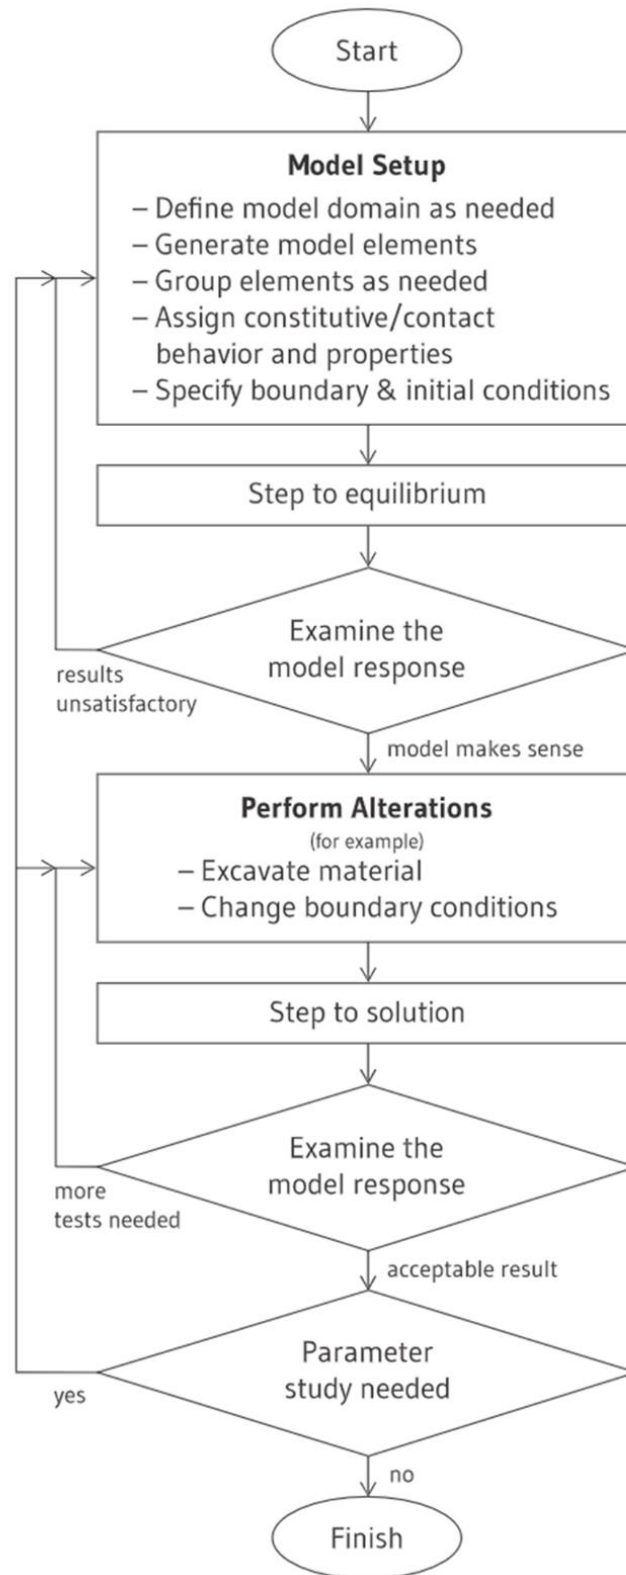 Start
Model Setup
– Define model domain as needed
– Generate model elements
– Group elements as needed
– Assign constitutive/contact
behavior and properties
– Specify boundary & initial conditions
Step to equilibrium
Examine the
model response
results
unsatisfactory
model makes sense
Perform Alterations
(for example)
– Excavate material
– Change boundary conditions
Step to solution
Examine the
model response
more
tests needed
acceptable result
Parameter
study needed
yes
no
Finish